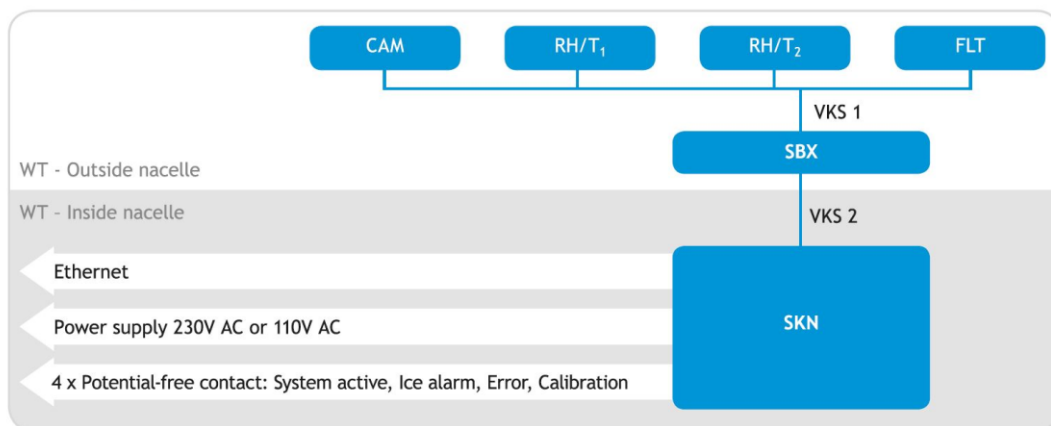 CAM
RH/T₁
RH/T₂
FLT
VKS 1
SBX
WT - Outside nacelle
WT - Inside nacelle
VKS 2
Ethernet
Power supply 230V AC or 110V AC
SKN
4 x Potential-free contact: System active, Ice alarm, Error, Calibration